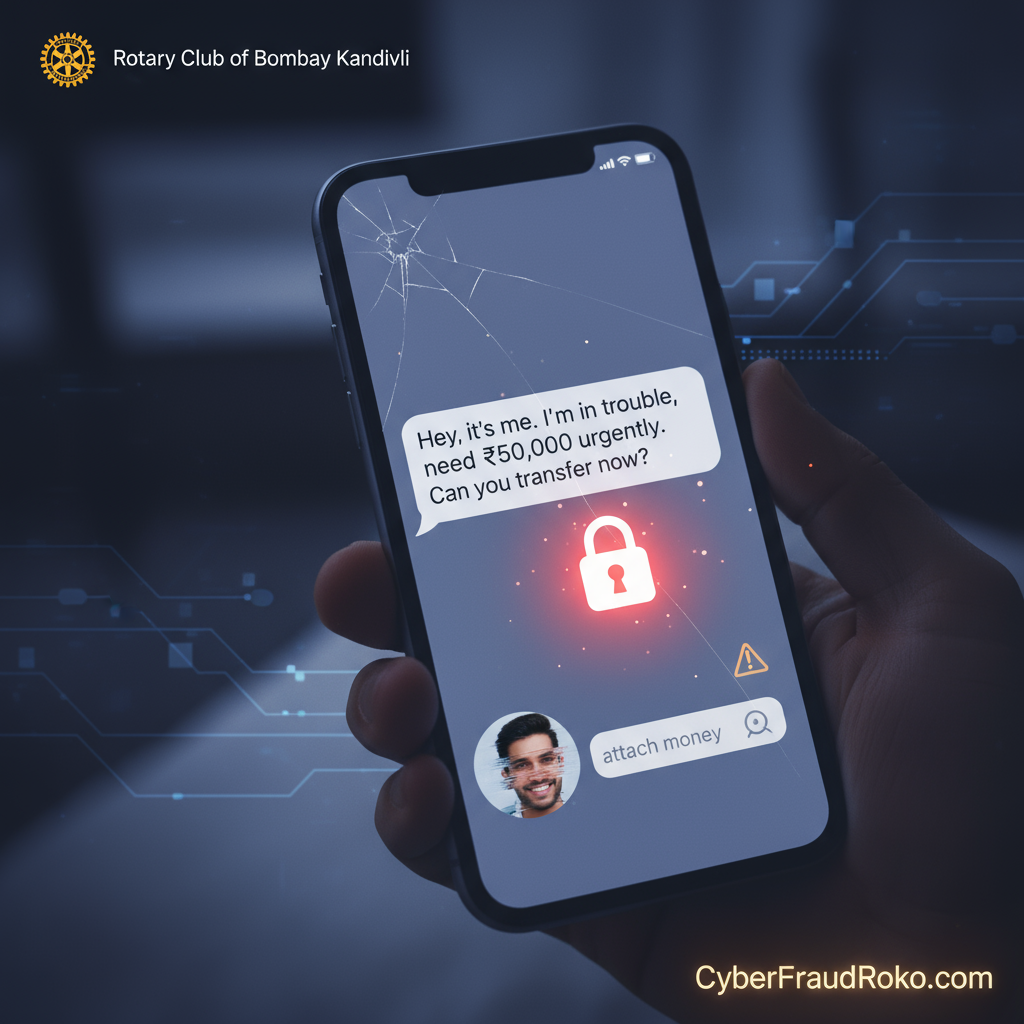 Rotary Club of Bombay Kandivli
Hey, it's me. I'm in trouble,
need ₹50,000 urgently.
Can you transfer now?
attach money
CyberFraudRoko.com